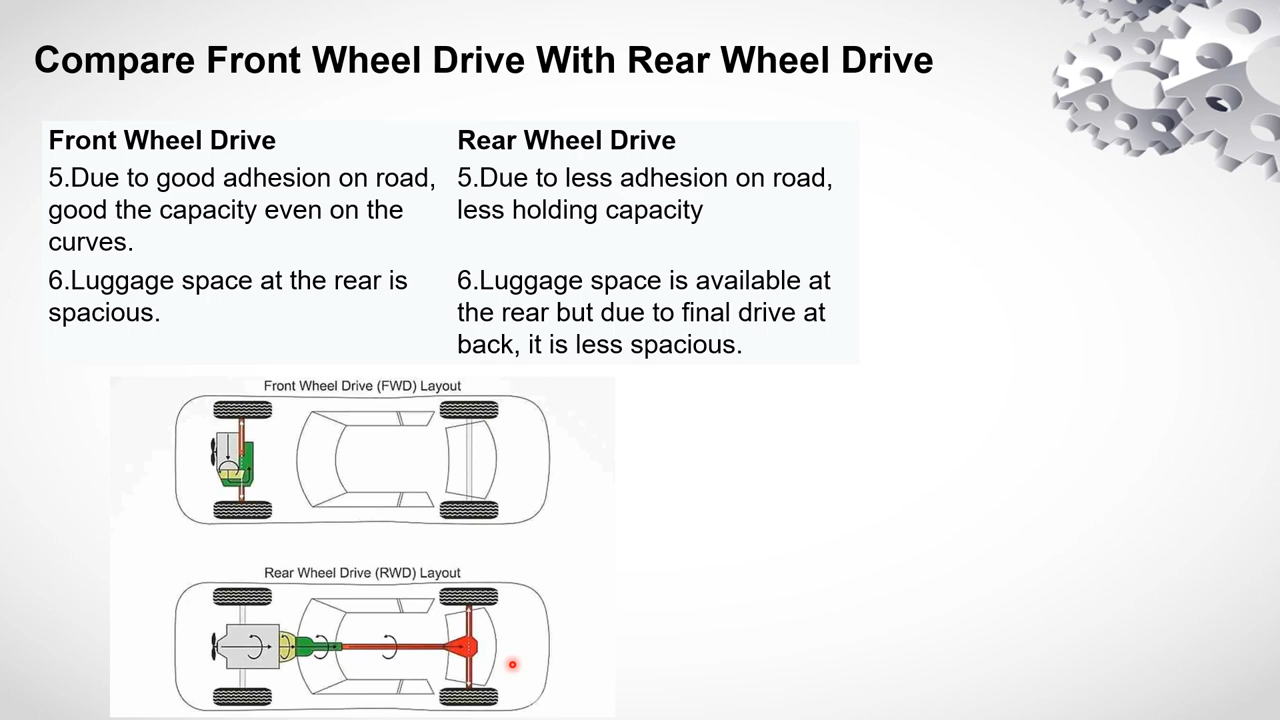 Compare Front Wheel Drive With Rear Wheel Drive
Front Wheel Drive
5.Due to good adhesion on road,
good the capacity even on the
curves.
6.Luggage space at the rear is
spacious.
Rear Wheel Drive
5.Due to less adhesion on road,
less holding capacity
6.Luggage space is available at
the rear but due to final drive at
back, it is less spacious.
Front Wheel Drive (FWD) Layout
Rear Wheel Drive (RWD) Layout